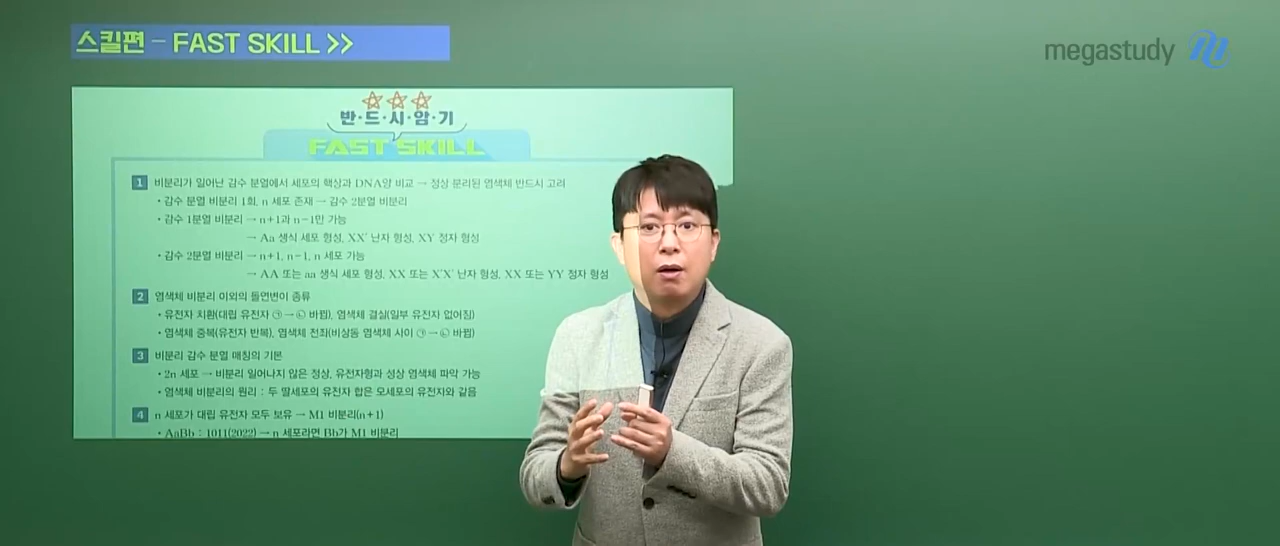 스킬편 – FAST SKILL >>
megastudy
반·드·시·암·기
FAST SKILL
1 비분리가 일어난 감수 분열에서 세포의 핵상과 DNA양 비교 → 정상 분리된 염색체 반드시 고려
• 감수 분열 비분리 1회, n 세포 존재 → 감수 2분열 비분리
• 감수 1분열 비분리 → n+1과 n−1만 가능
→ Aa 생식 세포 형성, XX' 난자 형성, XY 정자 형성
• 감수 2분열 비분리 → n+1, n−1, n 세포 가능
→ AA 또는 aa 생식 세포 형성, XX 또는 X'X' 난자 형성, XX 또는 YY 정자 형성
2 염색체 비분리 이외의 돌연변이 종류
• 유전자 치환(대립 유전자 ㉠→㉡ 바뀜), 염색체 결실(일부 유전자 없어짐)
• 염색체 중복(유전자 반복), 염색체 전좌(비상동 염색체 사이 ㉠→㉡ 바뀜)
3 비분리 감수 분열 매칭의 기본
• 2n 세포 → 비분리 일어나지 않은 정상, 유전자형과 성상 염색체 파악 가능
• 염색체 비분리의 원리 : 두 딸세포의 유전자 합은 모세포의 유전자와 같음
4 n 세포가 대립 유전자 모두 보유 → M1 비분리(n+1)
• AaBb : 1011(2022) → n 세포라면 Bb가 M1 비분리